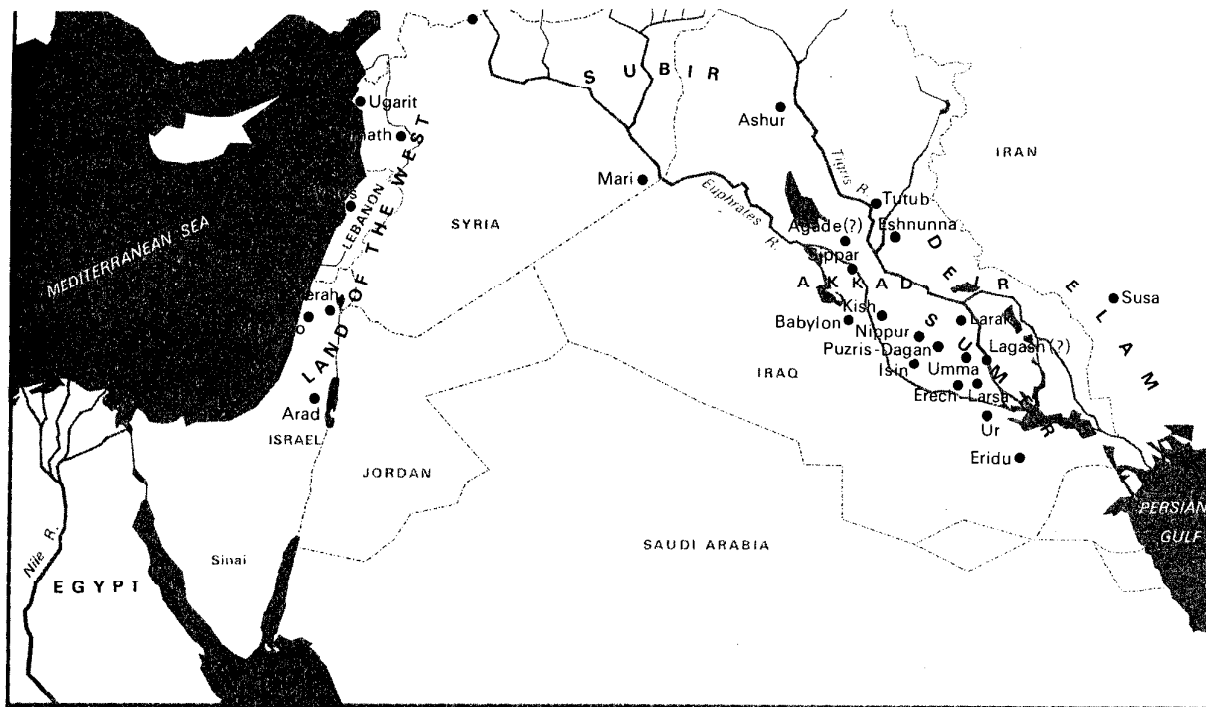 SUBIR
Ugarit
Ashur
IRAN
Mari
Tigris R.
Euphrates R.
Tutub
Agade(?)
Eshnunna
LEBANON
SYRIA
LAND OF THE WEST
MEDITERRANEAN SEA
Sippar
DEIR
AKKAD
ELAM
Susa
Kish
Babylon
Nippur
SUMER
Larak
Puzris-Dagan
Lagash(?)
IRAQ
Isin
Umma
Erech
Larsa
Arad
ISRAEL
Ur
Eridu
JORDAN
PERSIAN
GULF
SAUDI ARABIA
Nile R.
Sinai
EGYPT